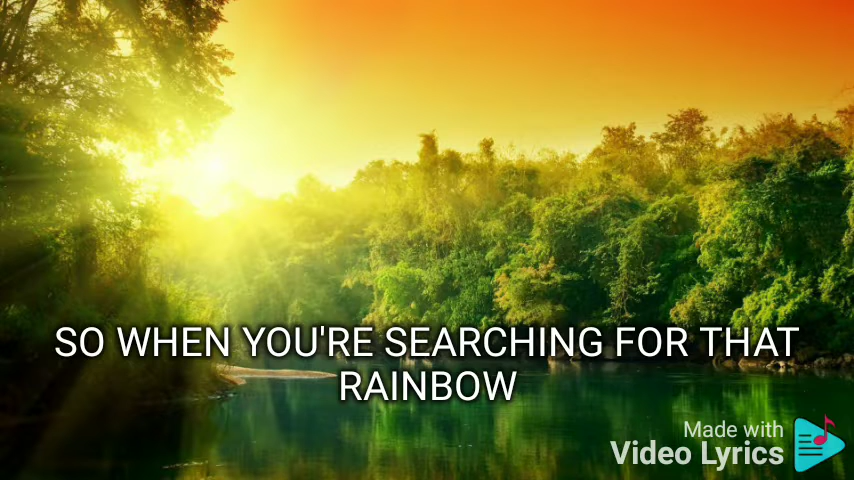 SO WHEN YOU'RE SEARCHING FOR THAT
RAINBOW
Made with
Video Lyrics